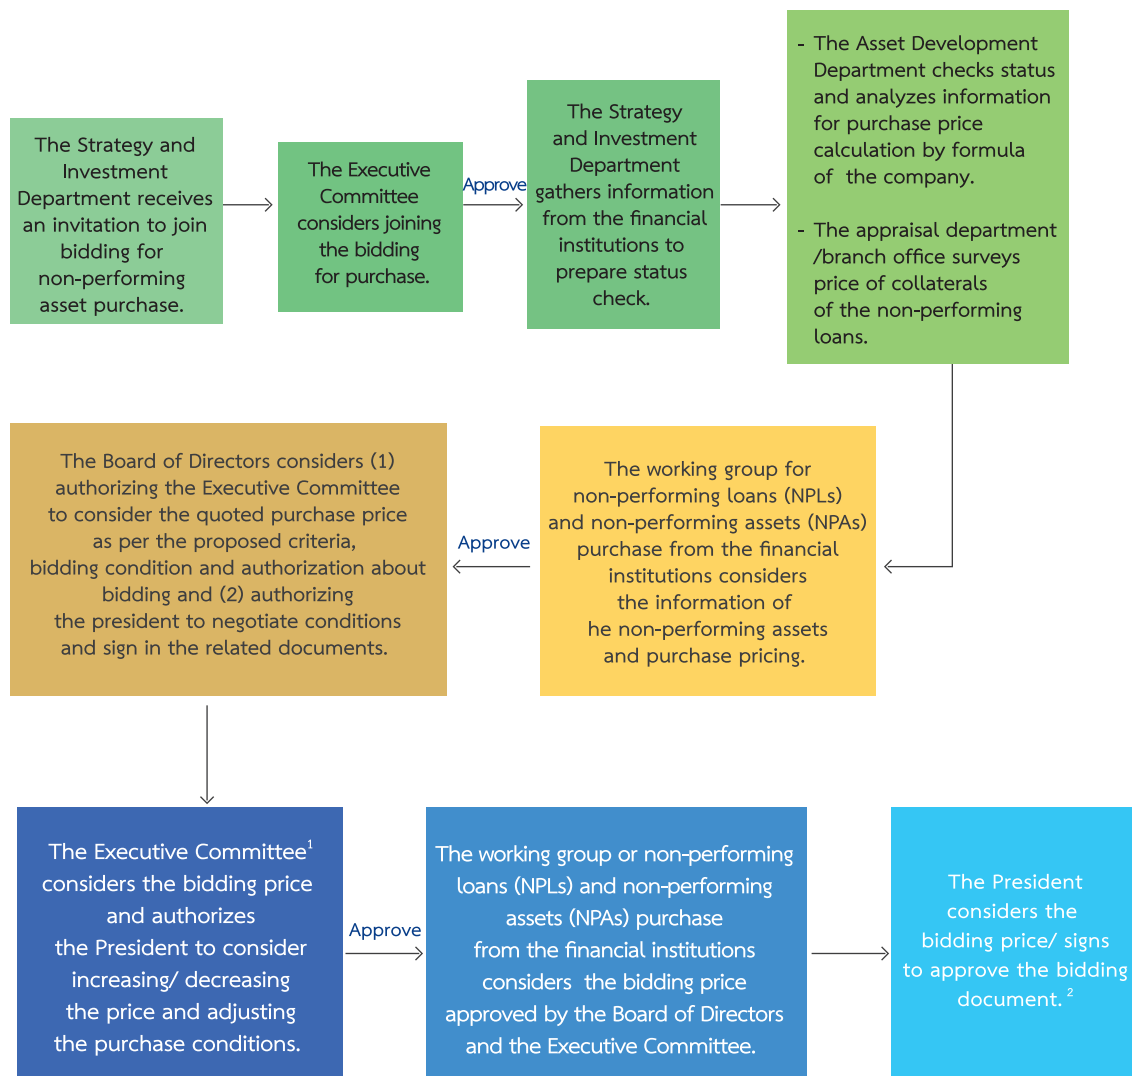 The Strategy and
Investment
Department receives
an invitation to join
bidding for
non-performing
asset purchase.
The Executive
Committee
considers joining
the bidding
for purchase.
Approve
The Strategy
and Investment
Department
gathers information
from the financial
institutions to
prepare status
check.
- The Asset Development
Department checks status
and analyzes information
for purchase price
calculation by formula
of the company.
- The appraisal department
/branch office surveys
price of collaterals
of the non-performing
loans.
The working group for
non-performing loans (NPLs)
and non-performing assets (NPAs)
purchase from the financial
institutions considers
the information of
he non-performing assets
and purchase pricing.
Approve
The Board of Directors considers (1)
authorizing the Executive Committee
to consider the quoted purchase price
as per the proposed criteria,
bidding condition and authorization about
bidding and (2) authorizing
the president to negotiate conditions
and sign in the related documents.
The Executive Committee¹
considers the bidding price
and authorizes
the President to consider
increasing/ decreasing
the price and adjusting
the purchase conditions.
Approve
The working group or non-performing
loans (NPLs) and non-performing
assets (NPAs) purchase
from the financial institutions
considers the bidding price
approved by the Board of Directors
and the Executive Committee.
The President
considers the
bidding price/ signs
to approve the bidding
document. ²